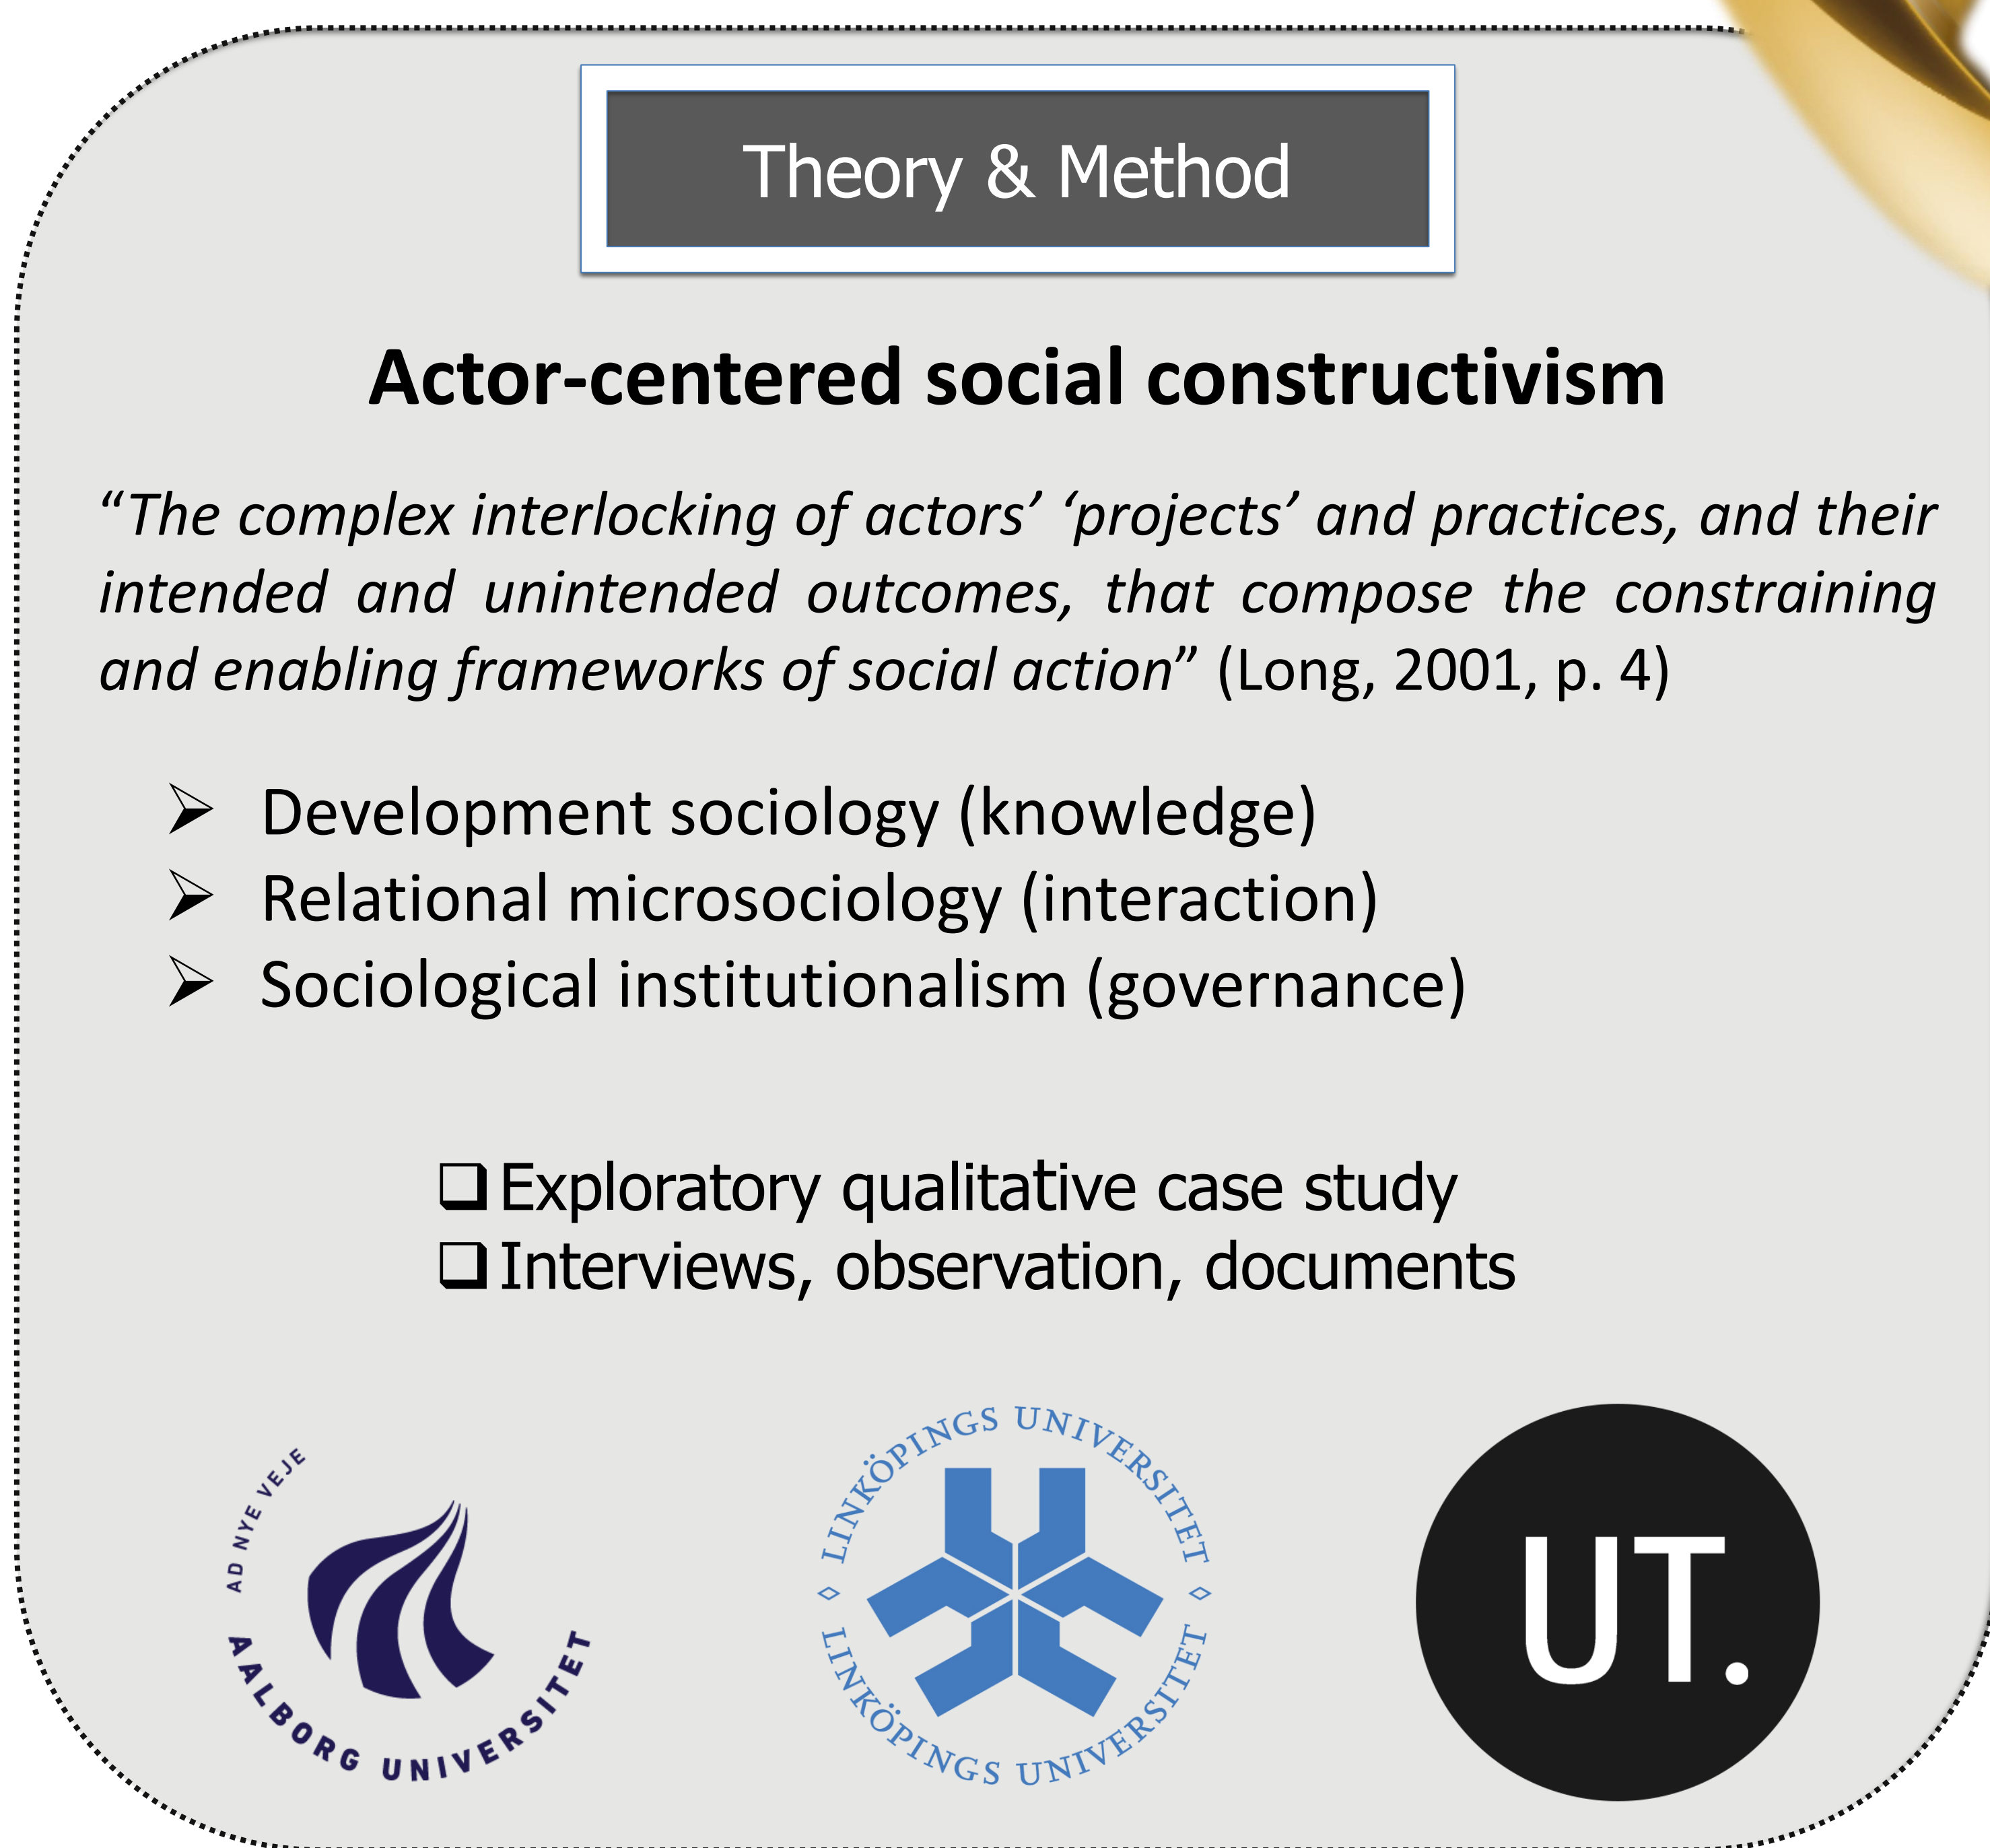 Theory & Method
Actor-centered social constructivism
“The complex interlocking of actors’ ‘projects’ and practices, and their
intended and unintended outcomes, that compose the constraining
and enabling frameworks of social action” (Long, 2001, p. 4)
➢ Development sociology (knowledge)
➢ Relational microsociology (interaction)
➢ Sociological institutionalism (governance)
❑ Exploratory qualitative case study
❑ Interviews, observation, documents
AD NYE VEJE
AALBORG UNIVERSITET
LINKÖPINGS UNIVERSITET
LINKÖPINGS UNIVERSITET
UT.